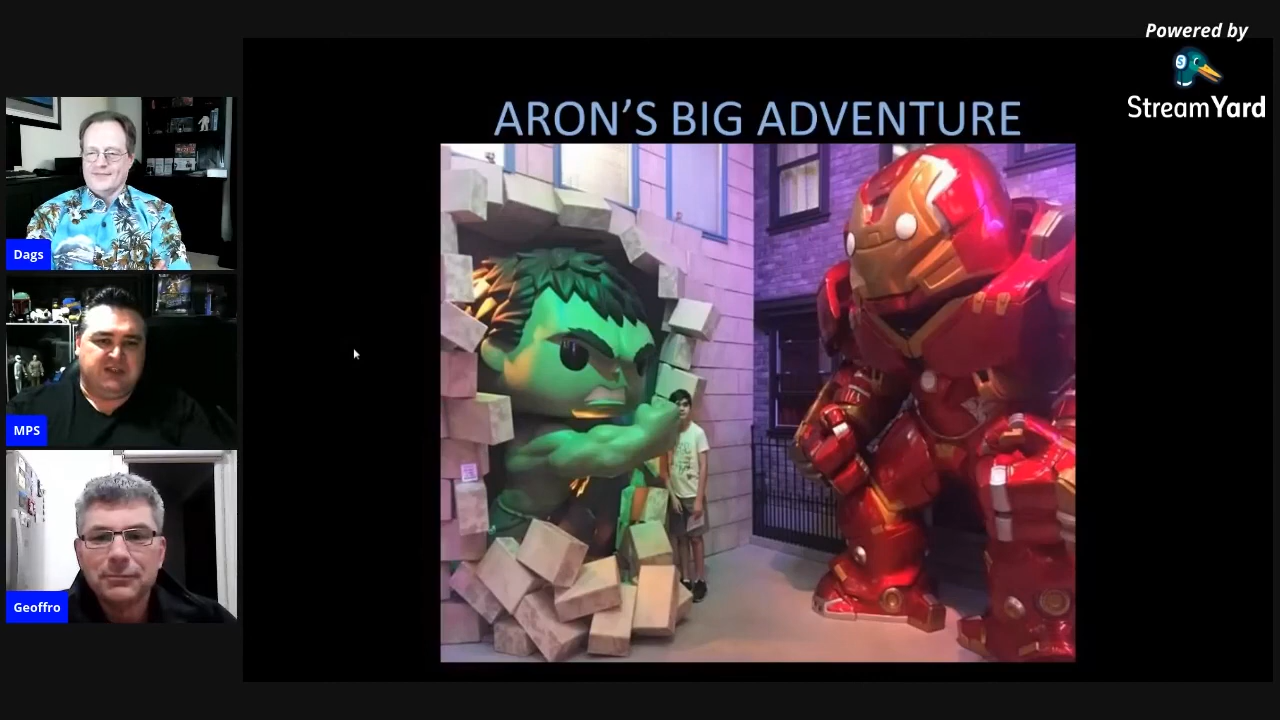 Powered by
StreamYard
ARON'S BIG ADVENTURE
Dags
MPS
Geoffro